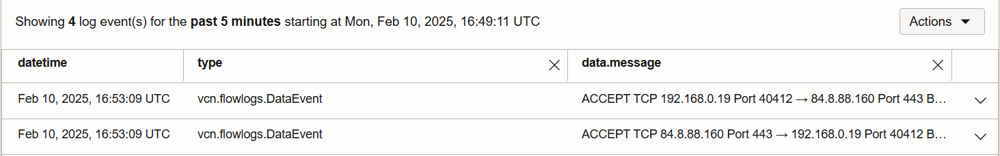 Showing 4 log event(s) for the past 5 minutes starting at Mon, Feb 10, 2025, 16:49:11 UTC
Actions
datetime type data.message
Feb 10, 2025, 16:53:09 UTC vcn.flowlogs.DataEvent ACCEPT TCP 192.168.0.19 Port 40412 → 84.8.88.160 Port 443 B...
Feb 10, 2025, 16:53:09 UTC vcn.flowlogs.DataEvent ACCEPT TCP 84.8.88.160 Port 443 → 192.168.0.19 Port 40412 B...